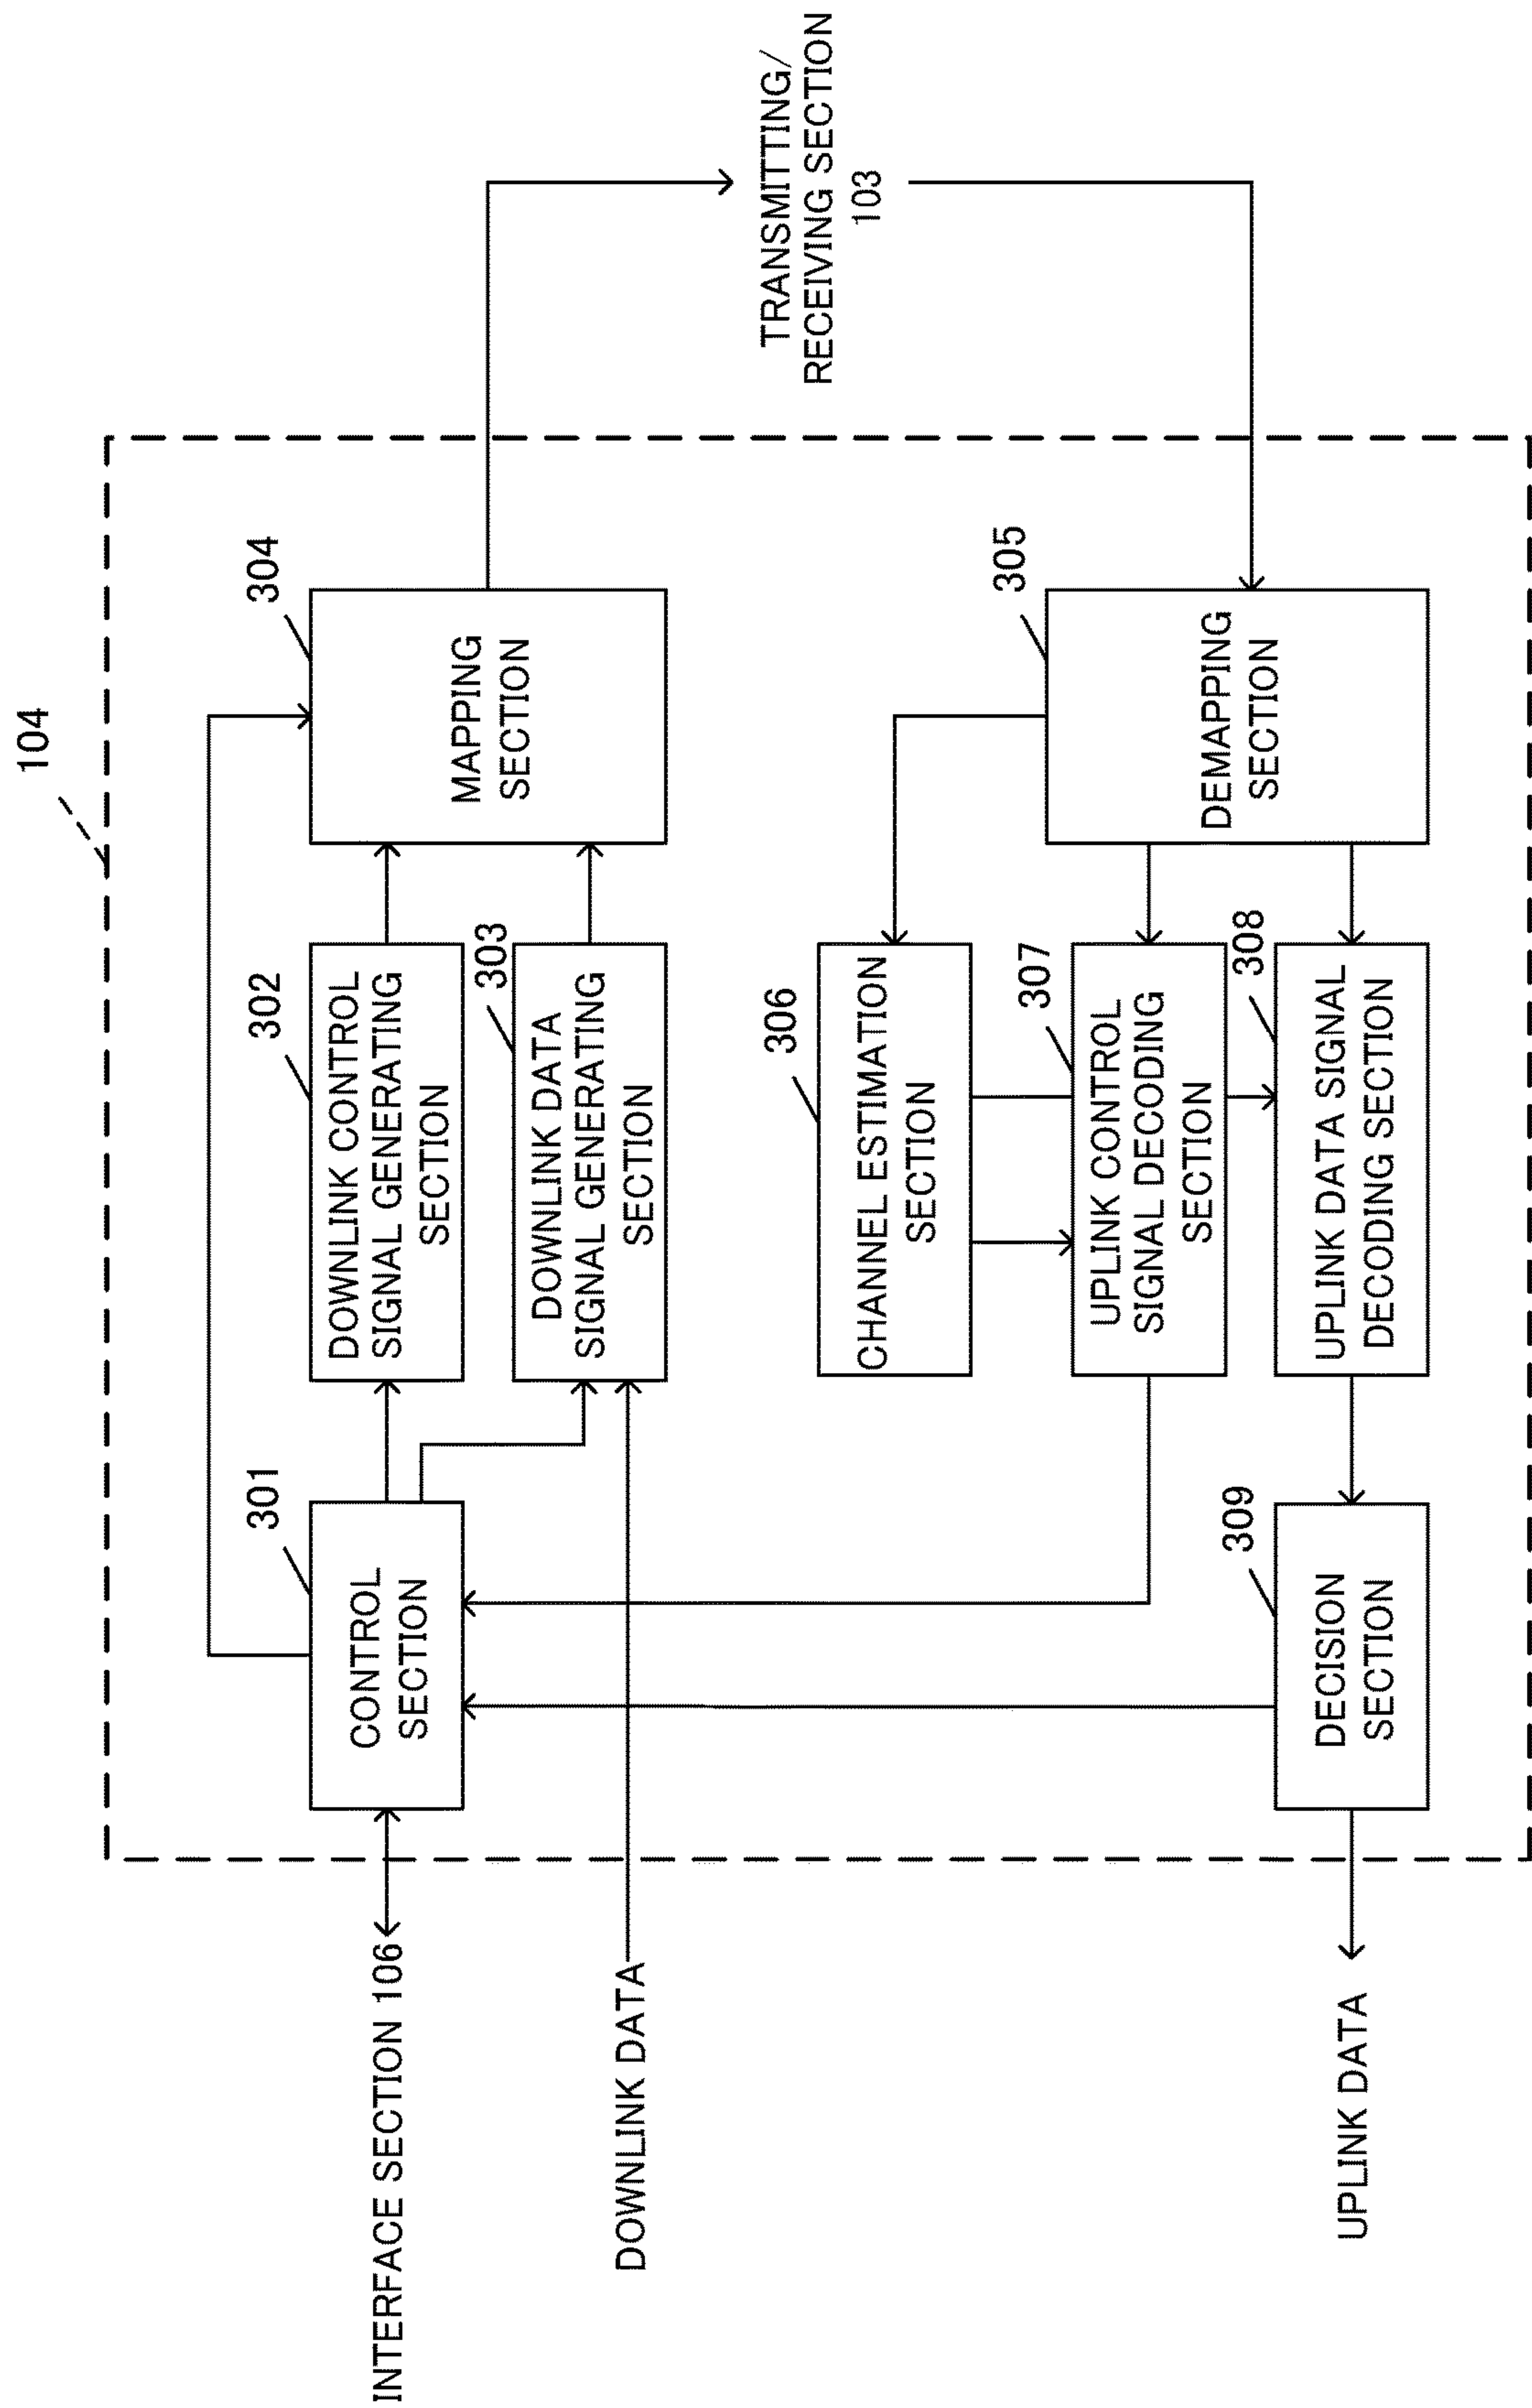 104
INTERFACE SECTION 106
DOWNLINK DATA
301
CONTROL
SECTION
302
DOWNLINK CONTROL
SIGNAL GENERATING
SECTION
303
DOWNLINK DATA
SIGNAL GENERATING
SECTION
304
MAPPING
SECTION
TRANSMITTING/
RECEIVING SECTION
103
305
DEMAPPING
SECTION
306
CHANNEL ESTIMATION
SECTION
307
UPLINK CONTROL
SIGNAL DECODING
SECTION
308
UPLINK DATA SIGNAL
DECODING SECTION
309
DECISION
SECTION
UPLINK DATA